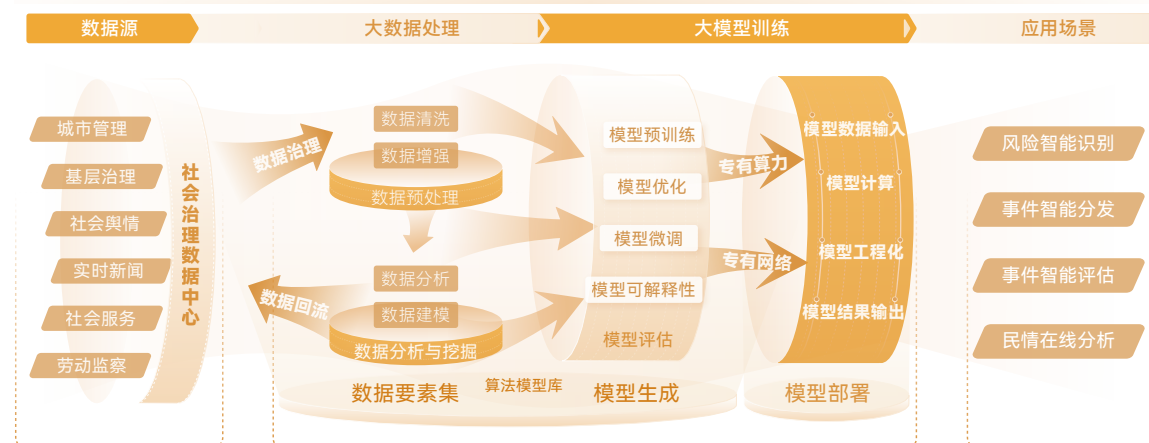 数据源
大数据处理
大模型训练
应用场景
城市管理
基层治理
社会舆情
实时新闻
社会服务
劳动监察
社会治理数据中心
数据治理
数据回流
数据清洗
数据增强
数据预处理
数据分析
数据建模
数据分析与挖掘
数据要素集
算法模型库
模型预训练
模型优化
模型微调
模型可解释性
模型评估
模型生成
专有算力
专有网络
模型数据输入
模型计算
模型工程化
模型结果输出
模型部署
风险智能识别
事件智能分发
事件智能评估
民情在线分析